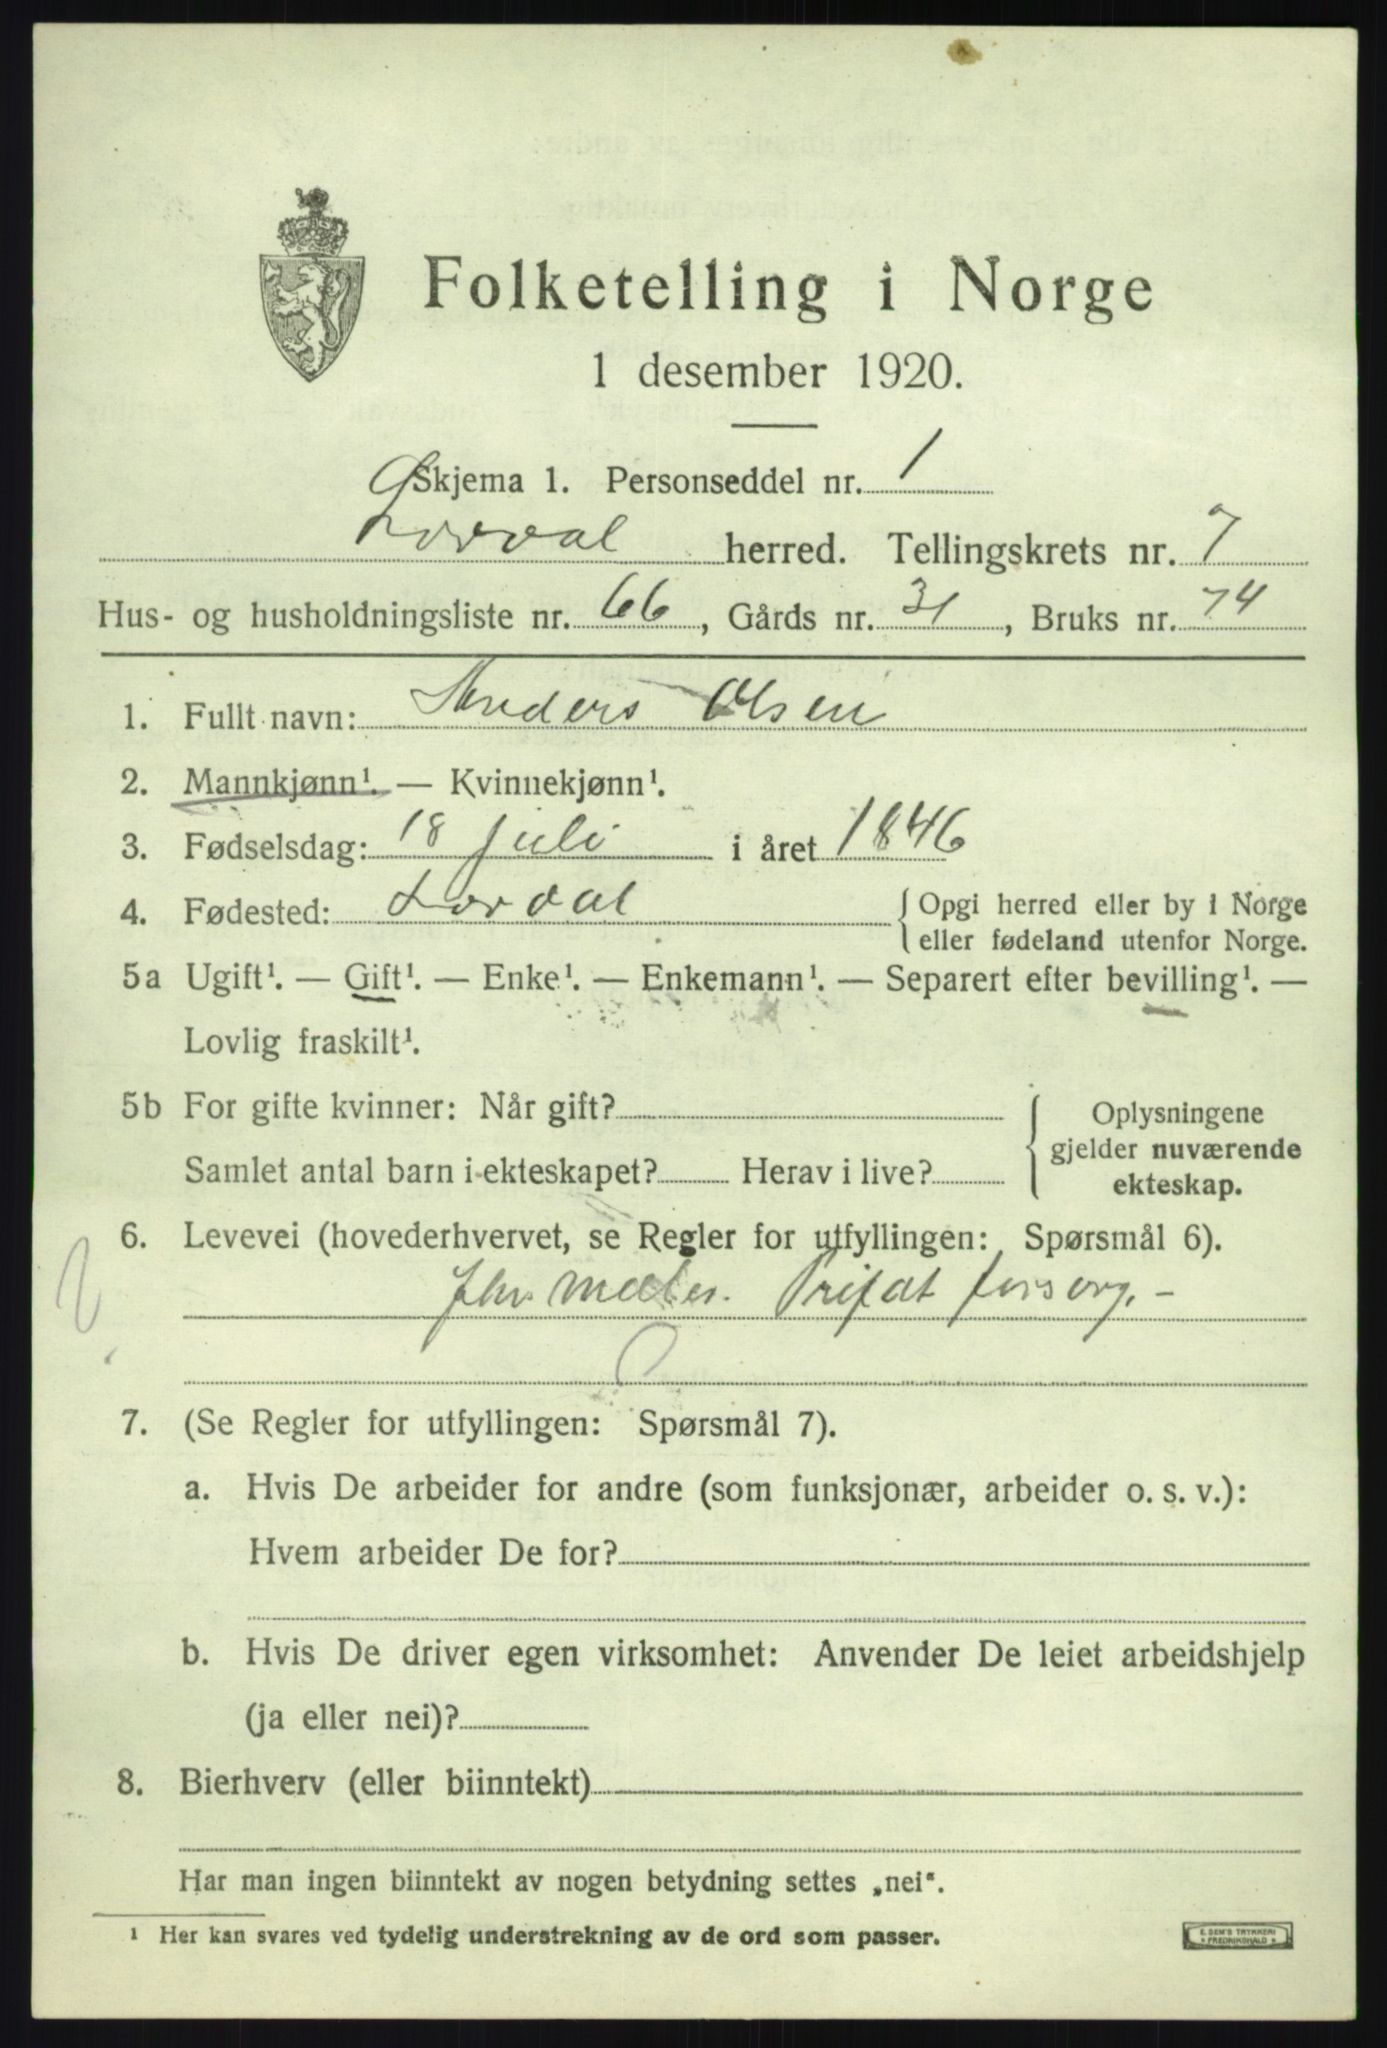 Folketelling i Norge
1 desember 1920.
Skjema 1. Personseddel nr. 1
herred. Tellingskrets nr. 7
Hus- og husholdningsliste nr. 66, Gårds nr. 31, Bruks nr. 74
1. Fullt navn: Anders Olsen
2. Mannkjønn¹. — Kvinnekjønn¹.
3. Fødselsdag: 18 juli i året 1846
4. Fødested: { Opgi herred eller by i Norge
eller fødeland utenfor Norge.
5a Ugift¹. — Gift¹. — Enke¹. — Enkemann¹. — Separert efter bevilling¹. —
Lovlig fraskilt¹.
5b For gifte kvinner: Når gift? { Oplysningene
gjelder nuværende
Samlet antal barn i ekteskapet? Herav i live? ekteskap.
6. Levevei (hovederhvervet, se Regler for utfyllingen: Spørsmål 6).
Prifat forsorg. –
7. (Se Regler for utfyllingen: Spørsmål 7).
a. Hvis De arbeider for andre (som funksjonær, arbeider o. s. v.):
Hvem arbeider De for?
b. Hvis De driver egen virksomhet: Anvender De leiet arbeidshjelp
(ja eller nei)?
8. Bierhverv (eller biinntekt)
Har man ingen biinntekt av nogen betydning settes „nei“.
¹ Her kan svares ved tydelig understrekning av de ord som passer.
E. SEM'S TRYKKERI
* FREDRIKSHALD *